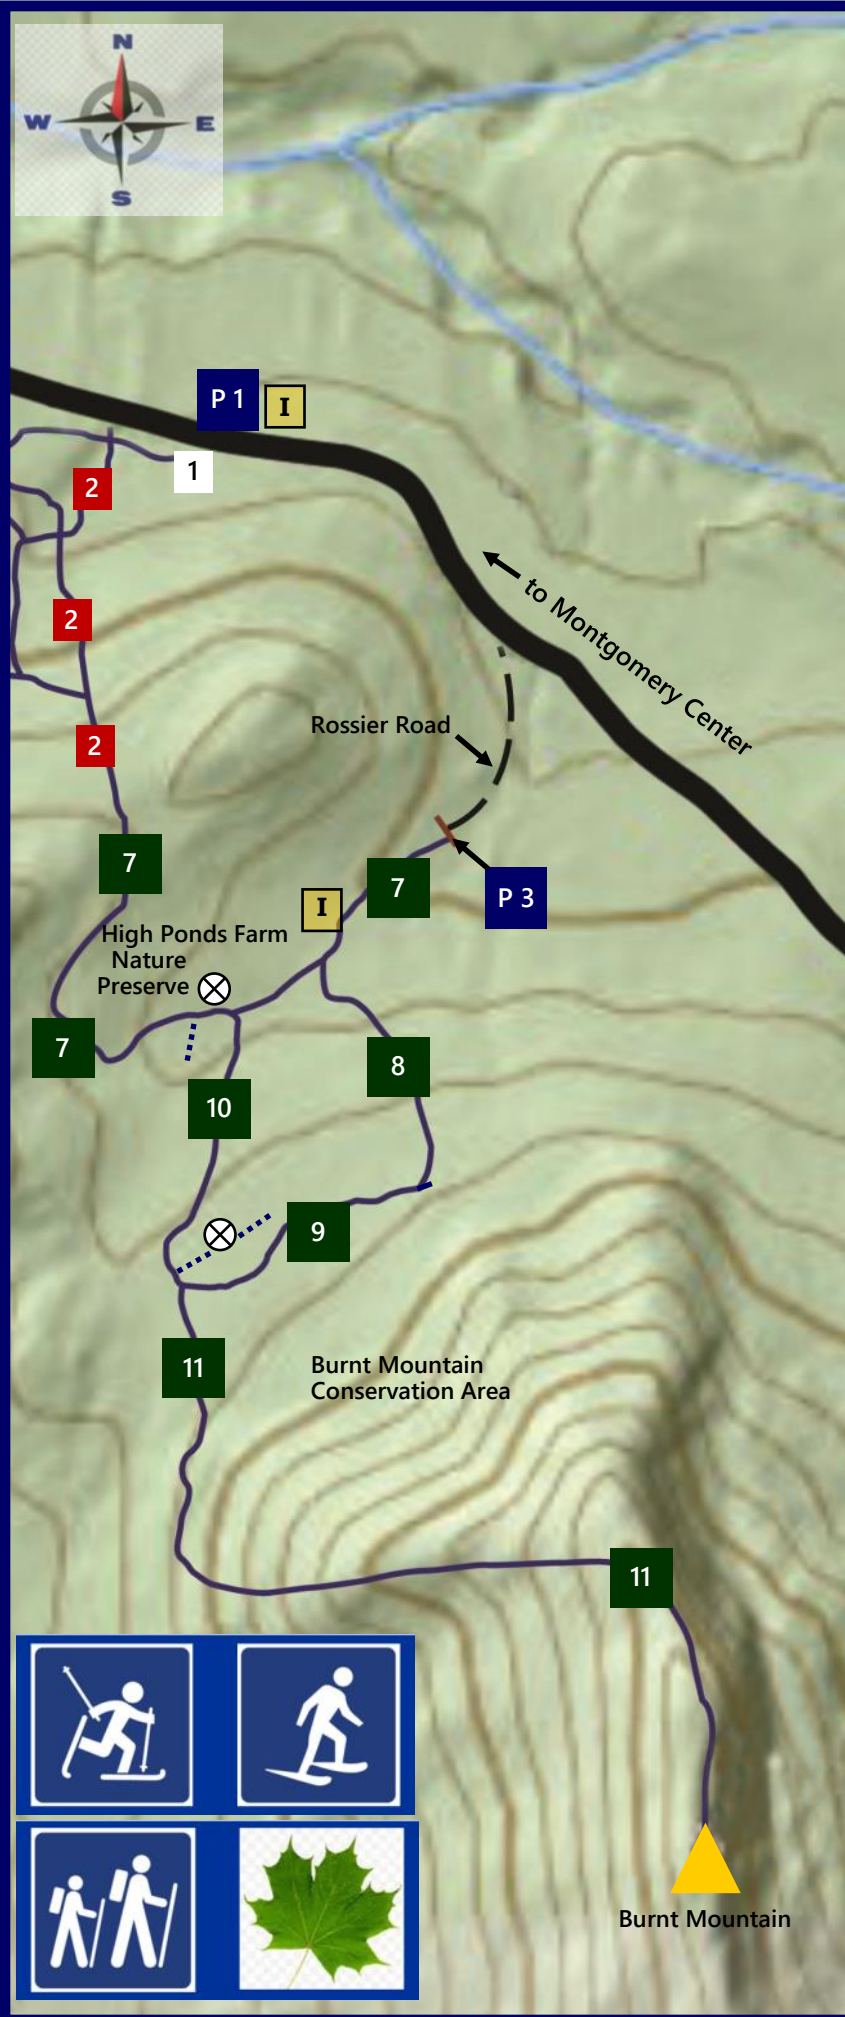 N
W E
S
P 1
I
1
2
to Montgomery Center
2
Rossier Road
2
7
7
P 3
I
High Ponds Farm
Nature
Preserve
7
8
10
9
11
Burnt Mountain
Conservation Area
11
Burnt Mountain